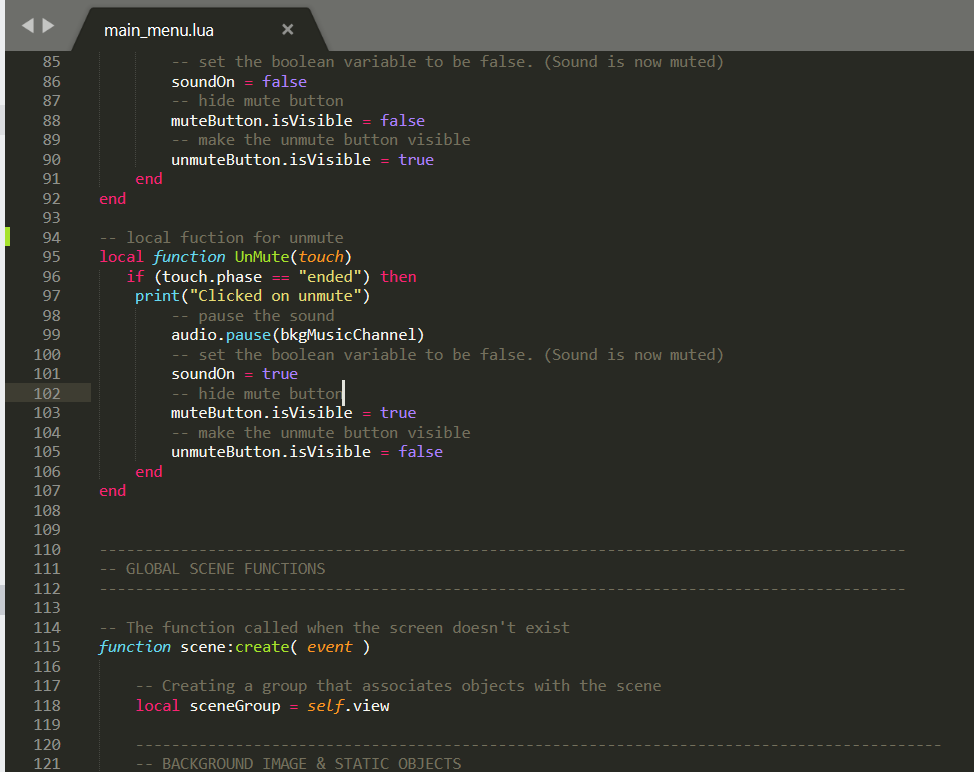 main_menu.lua
85 -- set the boolean variable to be false. (Sound is now muted)
86 soundOn = false
87 -- hide mute button
88 muteButton.isVisible = false
89 -- make the unmute button visible
90 unmuteButton.isVisible = true
91 end
92 end
93
94 -- local fuction for unmute
95 local function UnMute(touch)
96 if (touch.phase == "ended") then
97 print("Clicked on unmute")
98 -- pause the sound
99 audio.pause(bkgMusicChannel)
100 -- set the boolean variable to be false. (Sound is now muted)
101 soundOn = true
102 -- hide mute button
103 muteButton.isVisible = true
104 -- make the unmute button visible
105 unmuteButton.isVisible = false
106 end
107 end
108
109
110 -----------------------------------------------------------------------------------------
111 -- GLOBAL SCENE FUNCTIONS
112 -----------------------------------------------------------------------------------------
113
114 -- The function called when the screen doesn't exist
115 function scene:create( event )
116
117 -- Creating a group that associates objects with the scene
118 local sceneGroup = self.view
119
120 -----------------------------------------------------------------------------------------
121 -- BACKGROUND IMAGE & STATIC OBJECTS